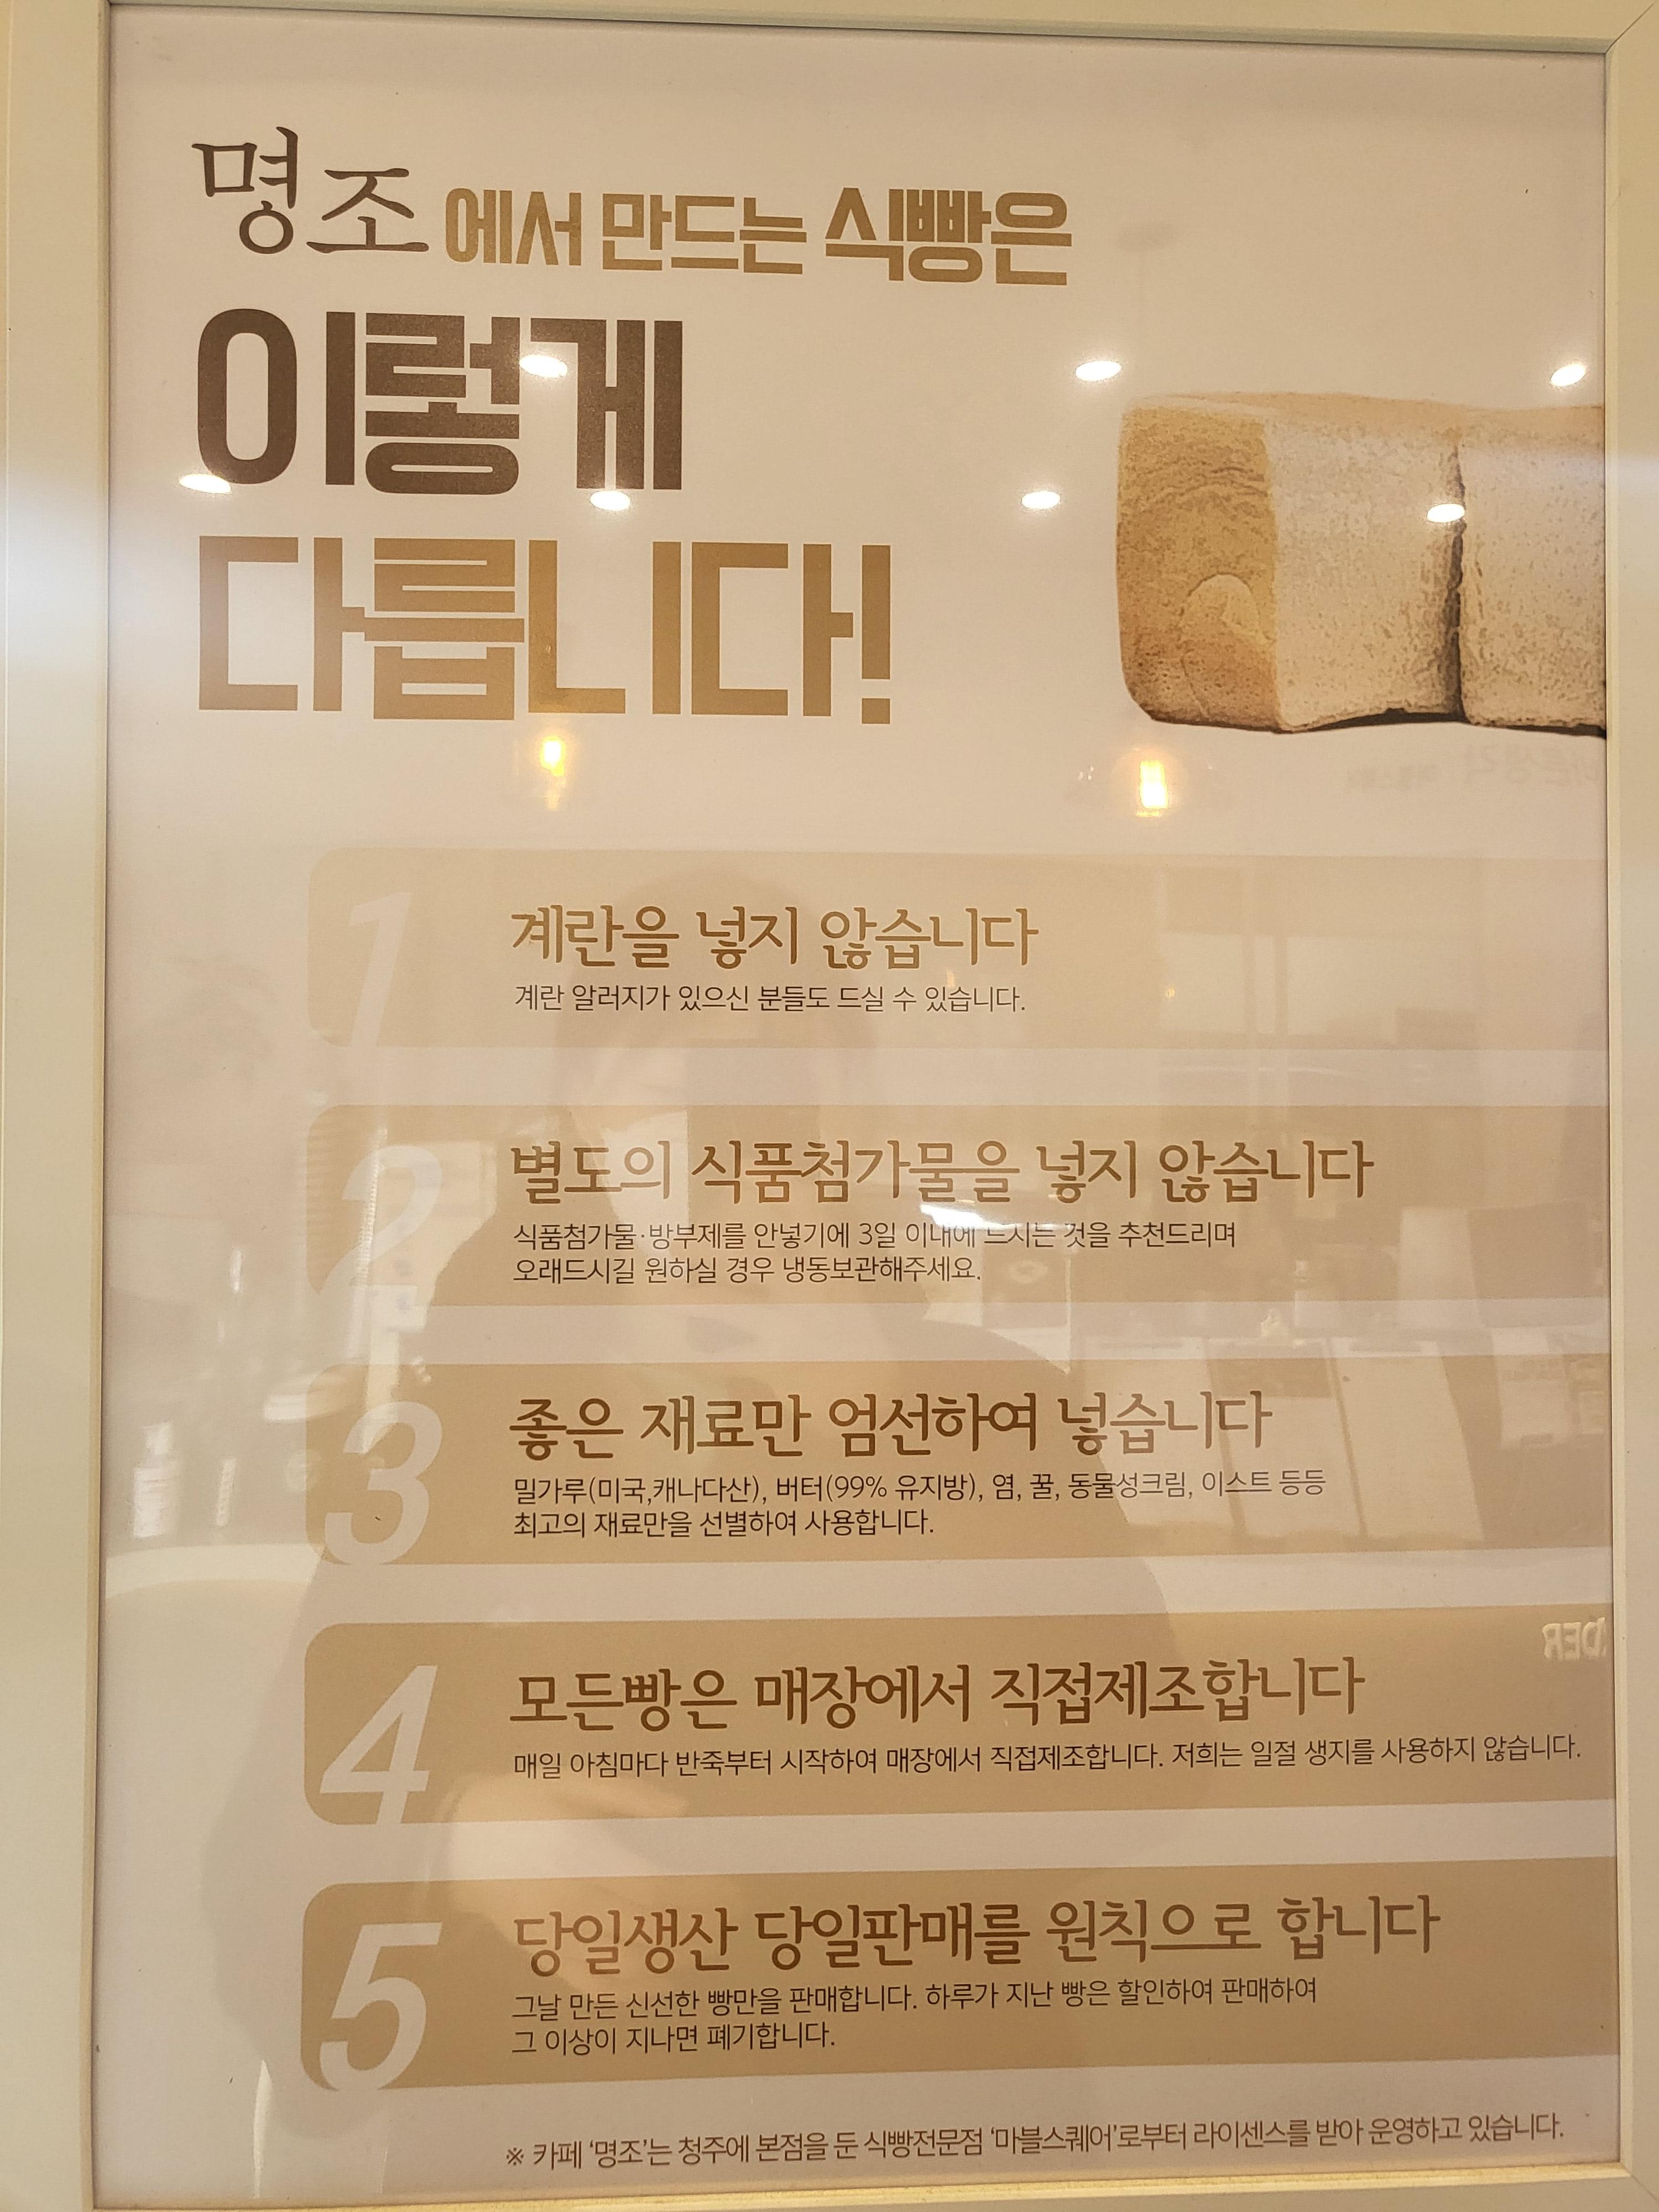 명조에서 만드는 식빵은
이렇게
다릅니다!
1
계란을 넣지 않습니다
계란 알러지가 있으신 분들도 드실 수 있습니다.
2
별도의 식품첨가물을 넣지 않습니다
식품첨가물·방부제를 안넣기에 3일 이내에 드시는 것을 추천드리며
오래드시길 원하실 경우 냉동보관해주세요.
3
좋은 재료만 엄선하여 넣습니다
밀가루(미국,캐나다산), 버터(99% 유지방), 염, 꿀, 동물성크림, 이스트 등등
최고의 재료만을 선별하여 사용합니다.
4
모든빵은 매장에서 직접제조합니다
매일 아침마다 반죽부터 시작하여 매장에서 직접제조합니다. 저희는 일절 생지를 사용하지 않습니다.
5
당일생산 당일판매를 원칙으로 합니다
그날 만든 신선한 빵만을 판매합니다. 하루가 지난 빵은 할인하여 판매하여
그 이상이 지나면 폐기합니다.
※ 카페 '명조'는 청주에 본점을 둔 식빵전문점 '마블스퀘어'로부터 라이센스를 받아 운영하고 있습니다.